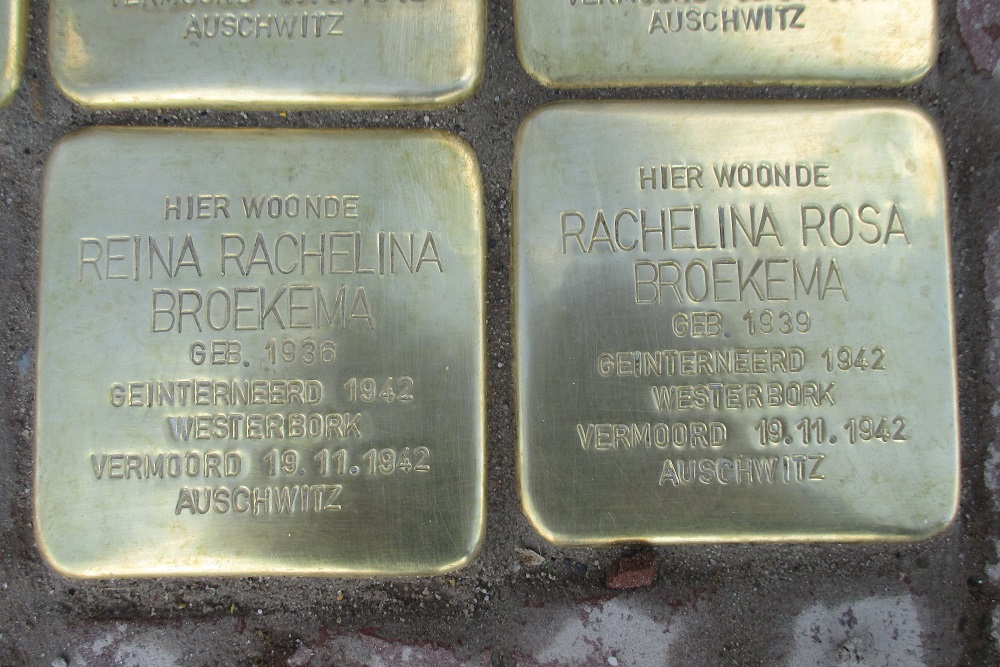 AUSCHWITZ
AUSCHWITZ
HIER WOONDE
REINA RACHELINA
BROEKEMA
GEB. 1936
GEINTERNEERD 1942
WESTERBORK
VERMOORD 19.11.1942
AUSCHWITZ
HIER WOONDE
RACHELINA ROSA
BROEKEMA
GEB. 1939
GEINTERNEERD 1942
WESTERBORK
VERMOORD 19.11.1942
AUSCHWITZ